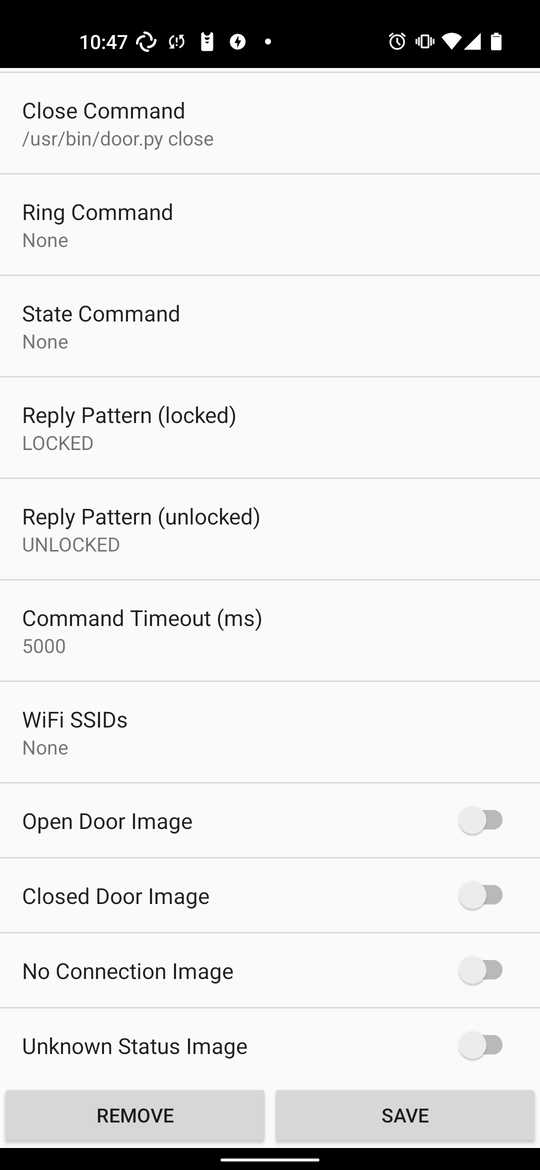 10:47
Close Command
/usr/bin/door.py close
Ring Command
None
State Command
None
Reply Pattern (locked)
LOCKED
Reply Pattern (unlocked)
UNLOCKED
Command Timeout (ms)
5000
WiFi SSIDs
None
Open Door Image
Closed Door Image
No Connection Image
Unknown Status Image
REMOVE
SAVE